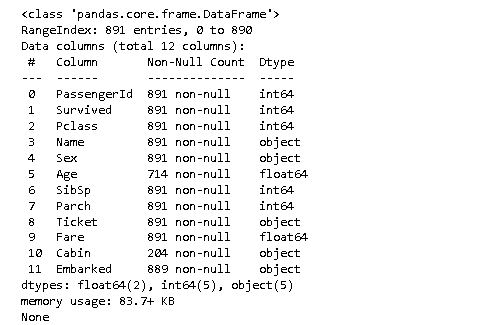 <class 'pandas.core.frame.DataFrame'>
RangeIndex: 891 entries, 0 to 890
Data columns (total 12 columns):
 #   Column       Non-Null Count  Dtype
---  ------       --------------  -----
 0   PassengerId  891 non-null    int64
 1   Survived     891 non-null    int64
 2   Pclass       891 non-null    int64
 3   Name         891 non-null    object
 4   Sex          891 non-null    object
 5   Age          714 non-null    float64
 6   SibSp        891 non-null    int64
 7   Parch        891 non-null    int64
 8   Ticket       891 non-null    object
 9   Fare         891 non-null    float64
 10  Cabin        204 non-null    object
 11  Embarked     889 non-null    object
dtypes: float64(2), int64(5), object(5)
memory usage: 83.7+ KB
None